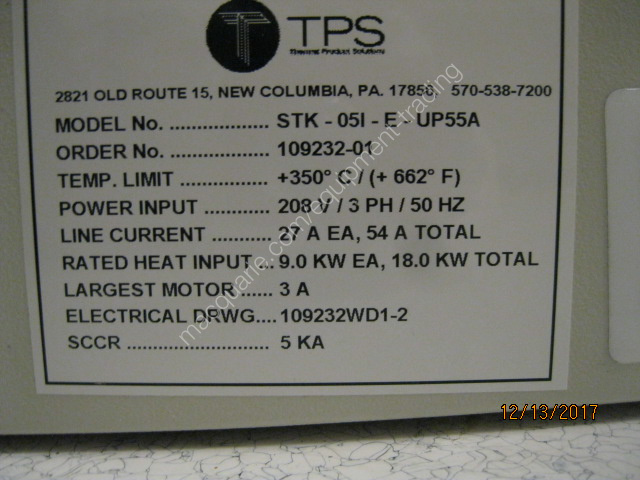 TPS
Thermal Product Solutions
2821 OLD ROUTE 15, NEW COLUMBIA, PA. 17856 570-538-7200
MODEL No. .................. STK - 05I - E - UP55A
ORDER No. .................. 109232-01
TEMP. LIMIT ................ +350° C / (+ 662° F)
POWER INPUT ............ 208 V / 3 PH / 50 HZ
LINE CURRENT ........... 27 A EA, 54 A TOTAL
RATED HEAT INPUT .. 9.0 KW EA, 18.0 KW TOTAL
LARGEST MOTOR ...... 3 A
ELECTRICAL DRWG.... 109232WD1-2
SCCR ......................... 5 KA
macquarie.com/equipment-trading
12/13/2017